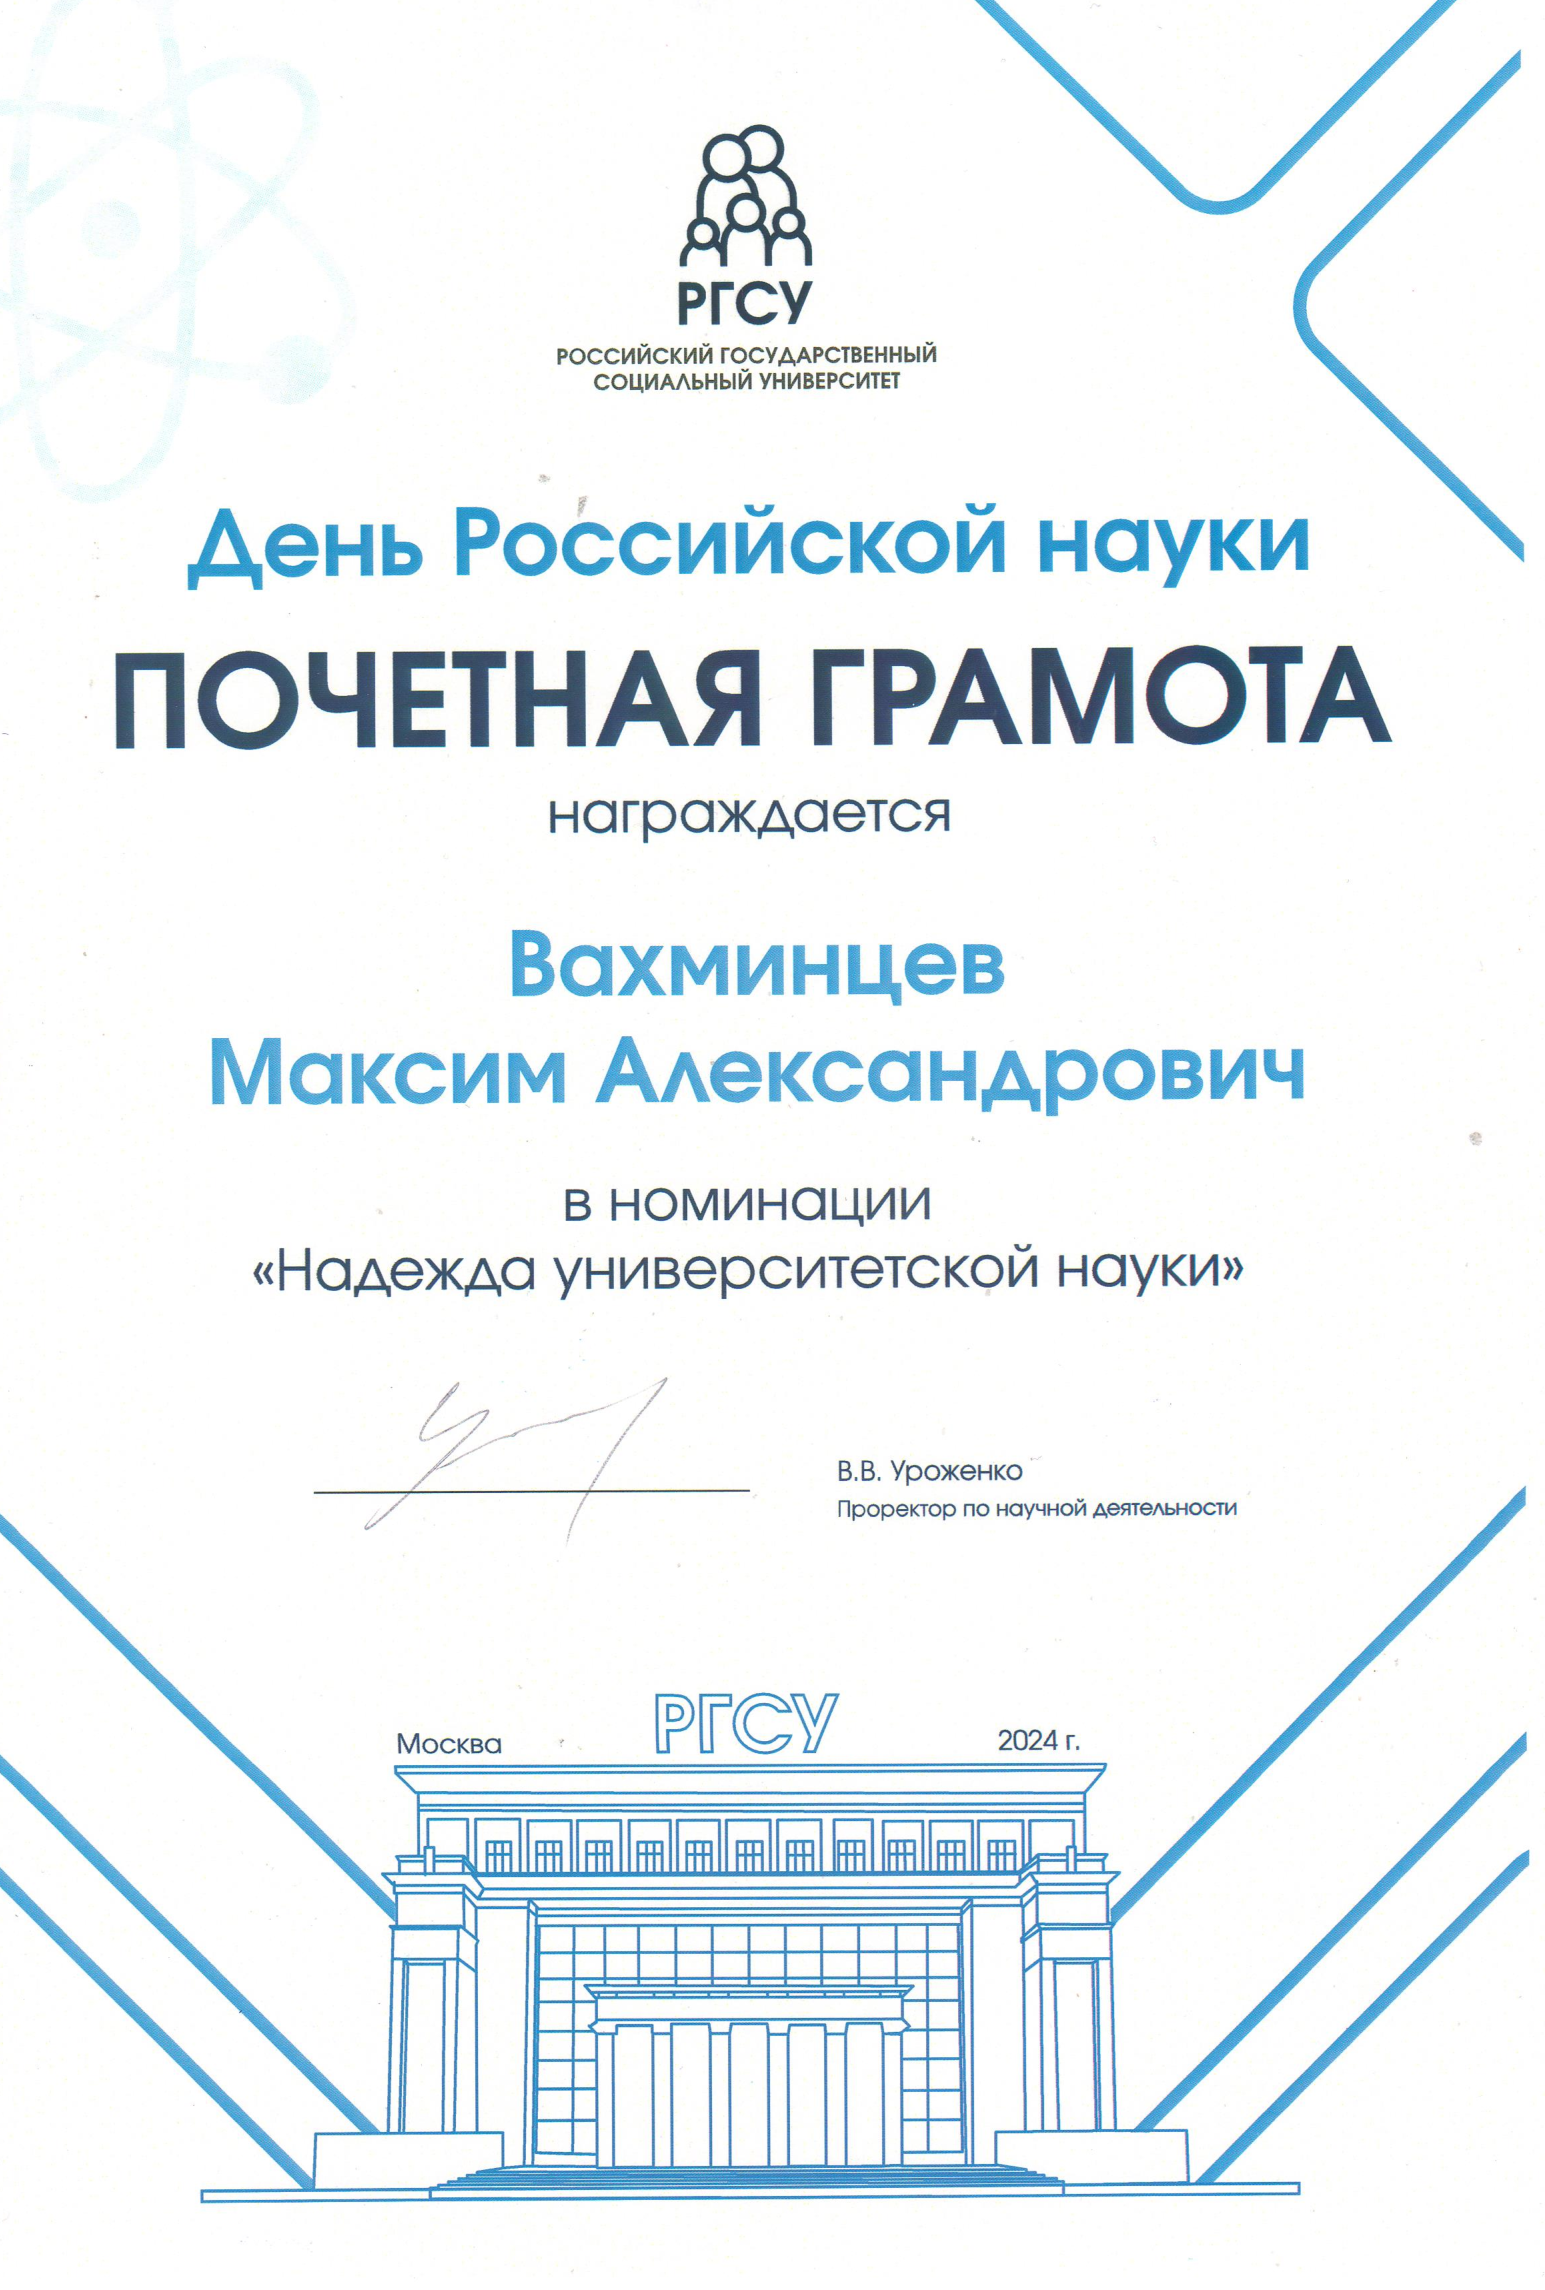 РГСУ
РОССИЙСКИЙ ГОСУДАРСТВЕННЫЙ
СОЦИАЛЬНЫЙ УНИВЕРСИТЕТ
День Российской науки
ПОЧЕТНАЯ ГРАМОТА
награждается
Вахминцев
Максим Александрович
в номинации
«Надежда университетской науки»
В.В. Уроженко
Проректор по научной деятельности
Москва
РГСУ
2024 г.